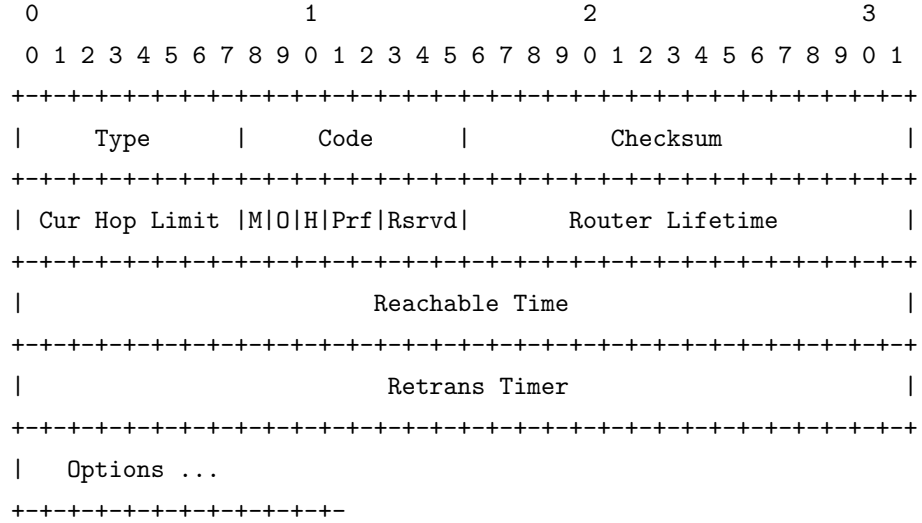 0                   1                   2                   3
 0 1 2 3 4 5 6 7 8 9 0 1 2 3 4 5 6 7 8 9 0 1 2 3 4 5 6 7 8 9 0 1
+-+-+-+-+-+-+-+-+-+-+-+-+-+-+-+-+-+-+-+-+-+-+-+-+-+-+-+-+-+-+-+-+
|     Type      |     Code      |          Checksum             |
+-+-+-+-+-+-+-+-+-+-+-+-+-+-+-+-+-+-+-+-+-+-+-+-+-+-+-+-+-+-+-+-+
| Cur Hop Limit |M|O|H|Prf|Rsrvd|       Router Lifetime         |
+-+-+-+-+-+-+-+-+-+-+-+-+-+-+-+-+-+-+-+-+-+-+-+-+-+-+-+-+-+-+-+-+
|                         Reachable Time                        |
+-+-+-+-+-+-+-+-+-+-+-+-+-+-+-+-+-+-+-+-+-+-+-+-+-+-+-+-+-+-+-+-+
|                          Retrans Timer                        |
+-+-+-+-+-+-+-+-+-+-+-+-+-+-+-+-+-+-+-+-+-+-+-+-+-+-+-+-+-+-+-+-+
|   Options ...
+-+-+-+-+-+-+-+-+-+-+-+-